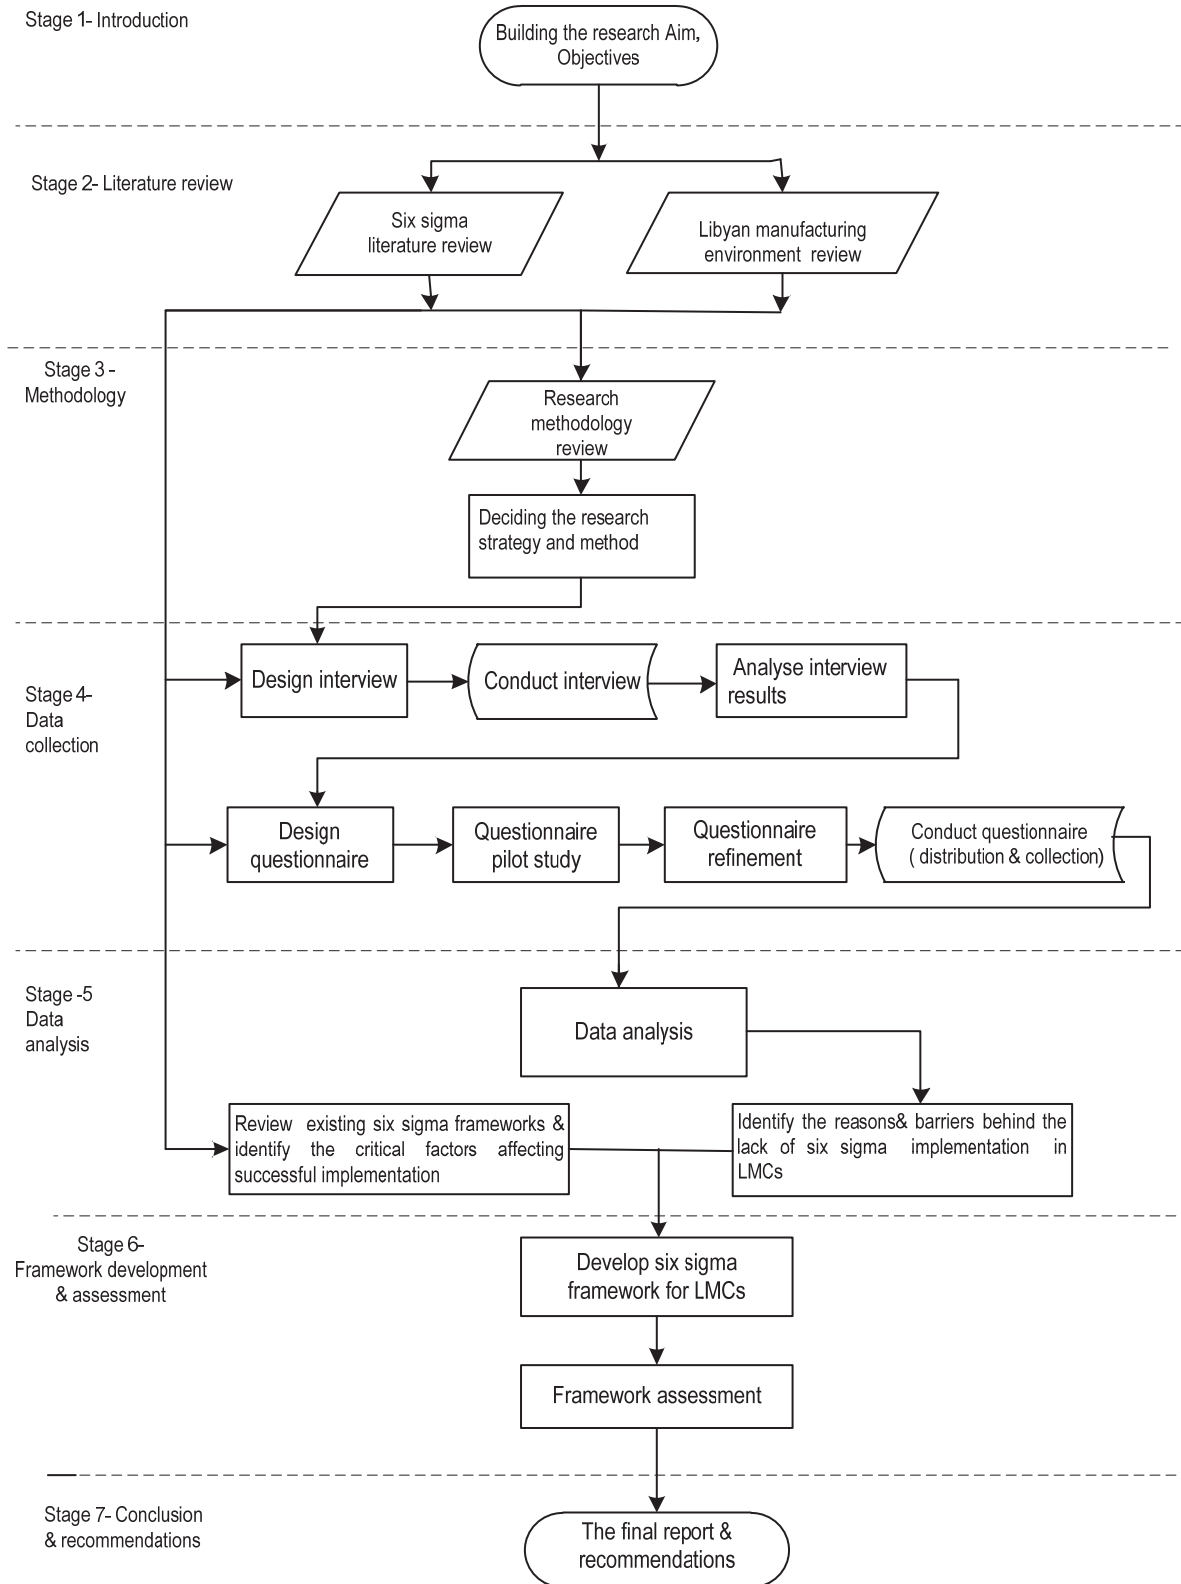 Stage 1- Introduction
Building the research Aim,
Objectives
Stage 2- Literature review
Six sigma
literature review
Libyan manufacturing
environment review
Stage 3 -
Methodology
Research
methodology
review
Deciding the research
strategy and method
Stage 4-
Data
collection
Design interview
Conduct interview
Analyse interview
results
Design
questionnaire
Questionnaire
pilot study
Questionnaire
refinement
Conduct questionnaire
( distribution & collection)
Stage -5
Data
analysis
Data analysis
Review existing six sigma frameworks &
identify the critical factors affecting
successful implementation
Identify the reasons& barriers behind the
lack of six sigma implementation in
LMCs
Stage 6-
Framework development
& assessment
Develop six sigma
framework for LMCs
Framework assessment
Stage 7- Conclusion
& recommendations
The final report &
recommendations